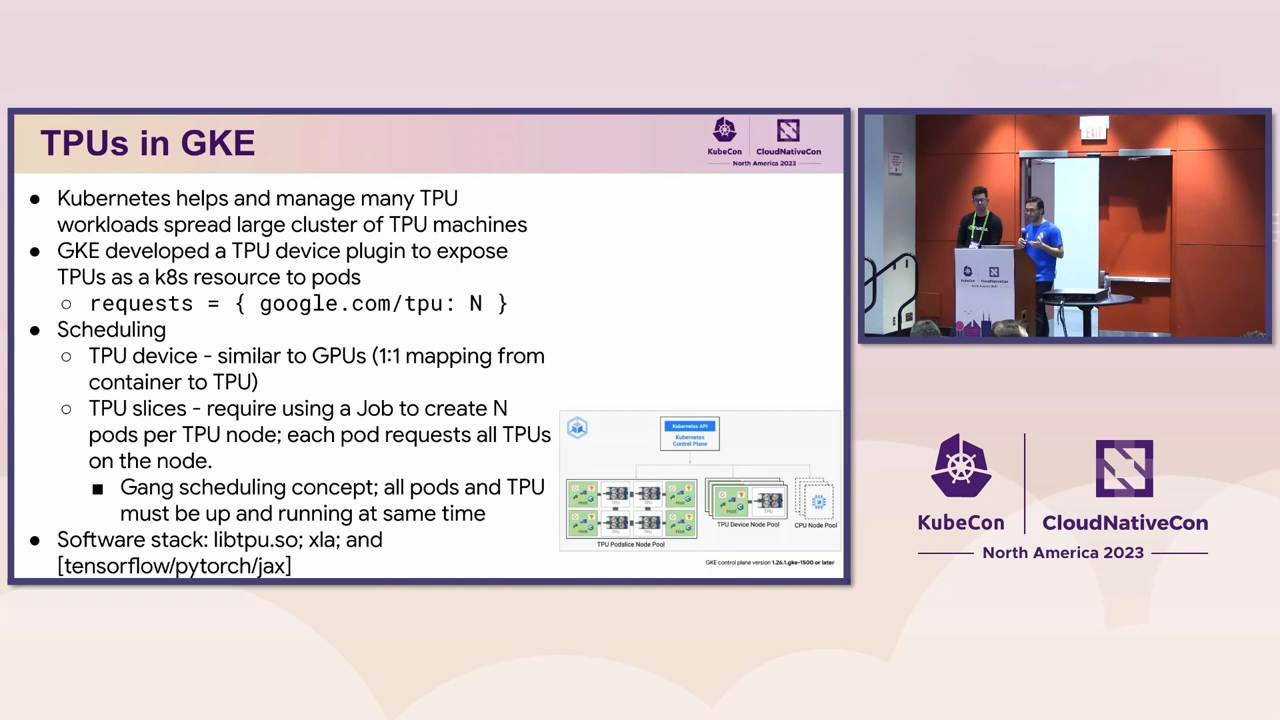 TPUs in GKE
KubeCon
CloudNativeCon
North America 2023
● Kubernetes helps and manage many TPU
workloads spread large cluster of TPU machines
● GKE developed a TPU device plugin to expose
TPUs as a k8s resource to pods
○ requests = { google.com/tpu: N }
● Scheduling
○ TPU device - similar to GPUs (1:1 mapping from
container to TPU)
○ TPU slices - require using a Job to create N
pods per TPU node; each pod requests all TPUs
on the node.
■ Gang scheduling concept; all pods and TPU
must be up and running at same time
● Software stack: libtpu.so; xla; and
[tensorflow/pytorch/jax]
Kubernetes API
Kubernetes
Control Plane
TPU Podslice Node Pool
TPU Device Node Pool
CPU Node Pool
GKE control plane version 1.26.1.gke-1500 or later
EXIT
KubeCon
CloudNativeCon
North America 2023